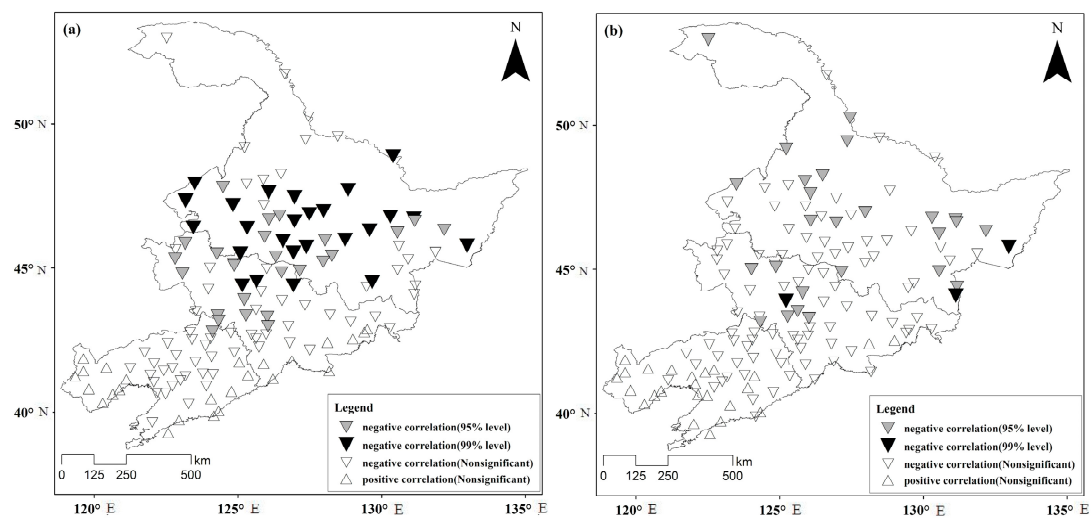 (a)
N
50° N
45° N
40° N
Legend
negative correlation(95% level)
negative correlation(99% level)
negative correlation(Nonsignificant)
positive correlation(Nonsignificant)
km
0 125 250 500
120° E 125° E 130° E 135° E
(b)
N
50° N
45° N
40° N
Legend
negative correlation(95% level)
negative correlation(99% level)
negative correlation(Nonsignificant)
positive correlation(Nonsignificant)
km
0 125 250 500
120° E 125° E 130° E 135° E